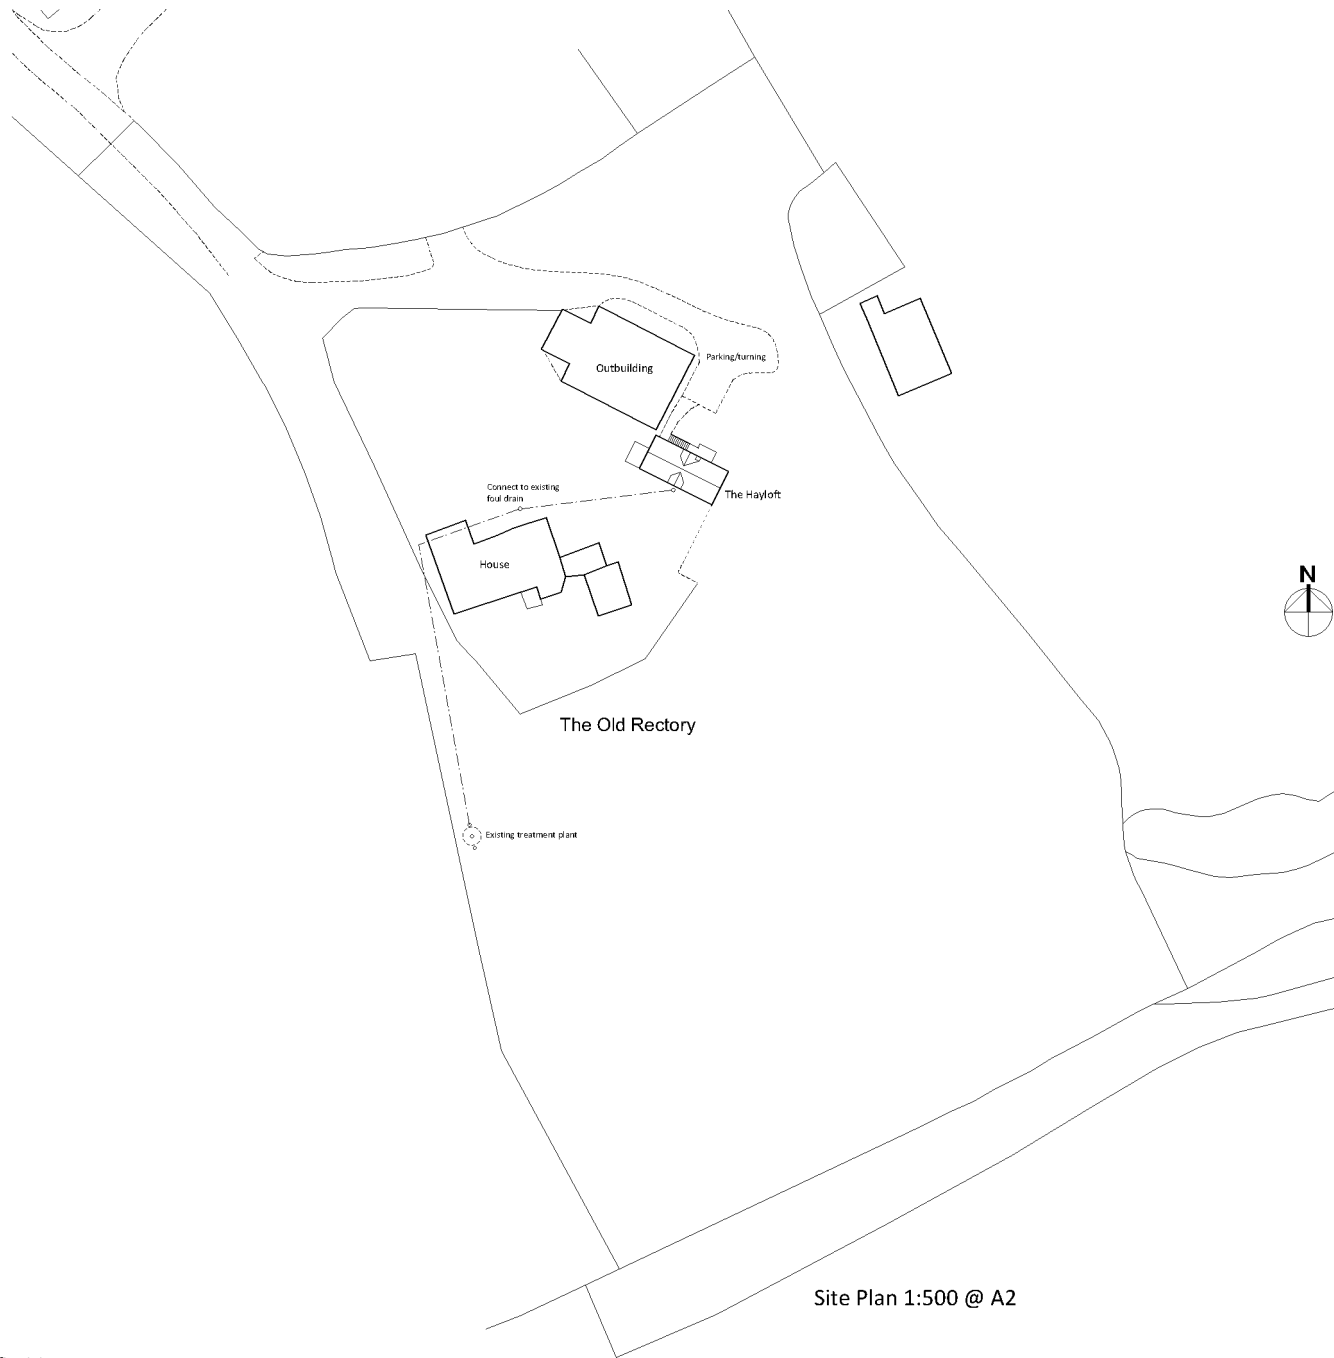 Parking/turning
Outbuilding
Connect to existing
foul drain
The Hayloft
House
N
The Old Rectory
Existing treatment plant
Site Plan 1:500 @ A2